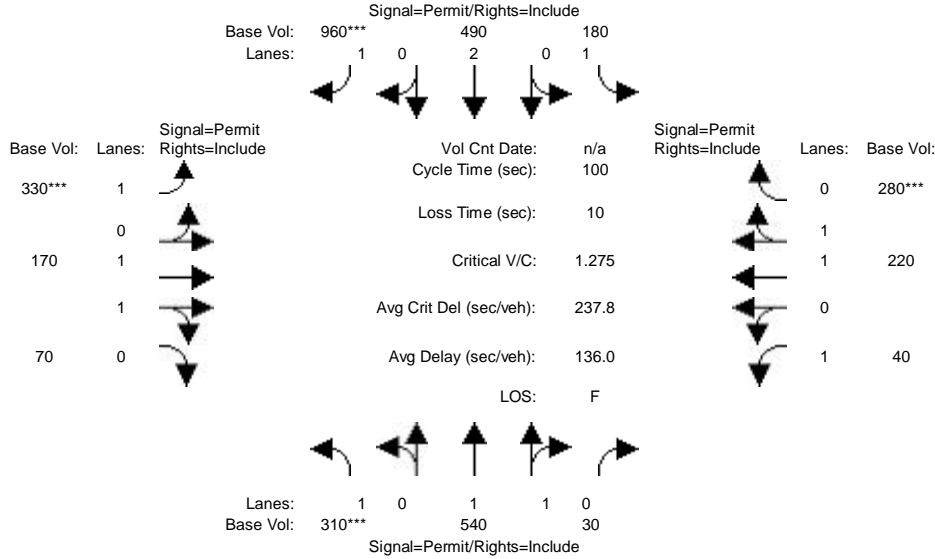 Signal=Permit/Rights=Include
Base Vol: 960*** 490 180
Lanes: 1 0 2 0 1
Signal=Permit
Base Vol: Lanes: Rights=Include
Vol Cnt Date: n/a
Signal=Permit
Rights=Include Lanes: Base Vol:
Cycle Time (sec): 100
330*** 1
0 280***
Loss Time (sec): 10
0
1
170 1
Critical V/C: 1.275
1 220
1
Avg Crit Del (sec/veh): 237.8
0
70 0
Avg Delay (sec/veh): 136.0
1 40
LOS: F
Lanes: 1 0 1 1 0
Base Vol: 310*** 540 30
Signal=Permit/Rights=Include